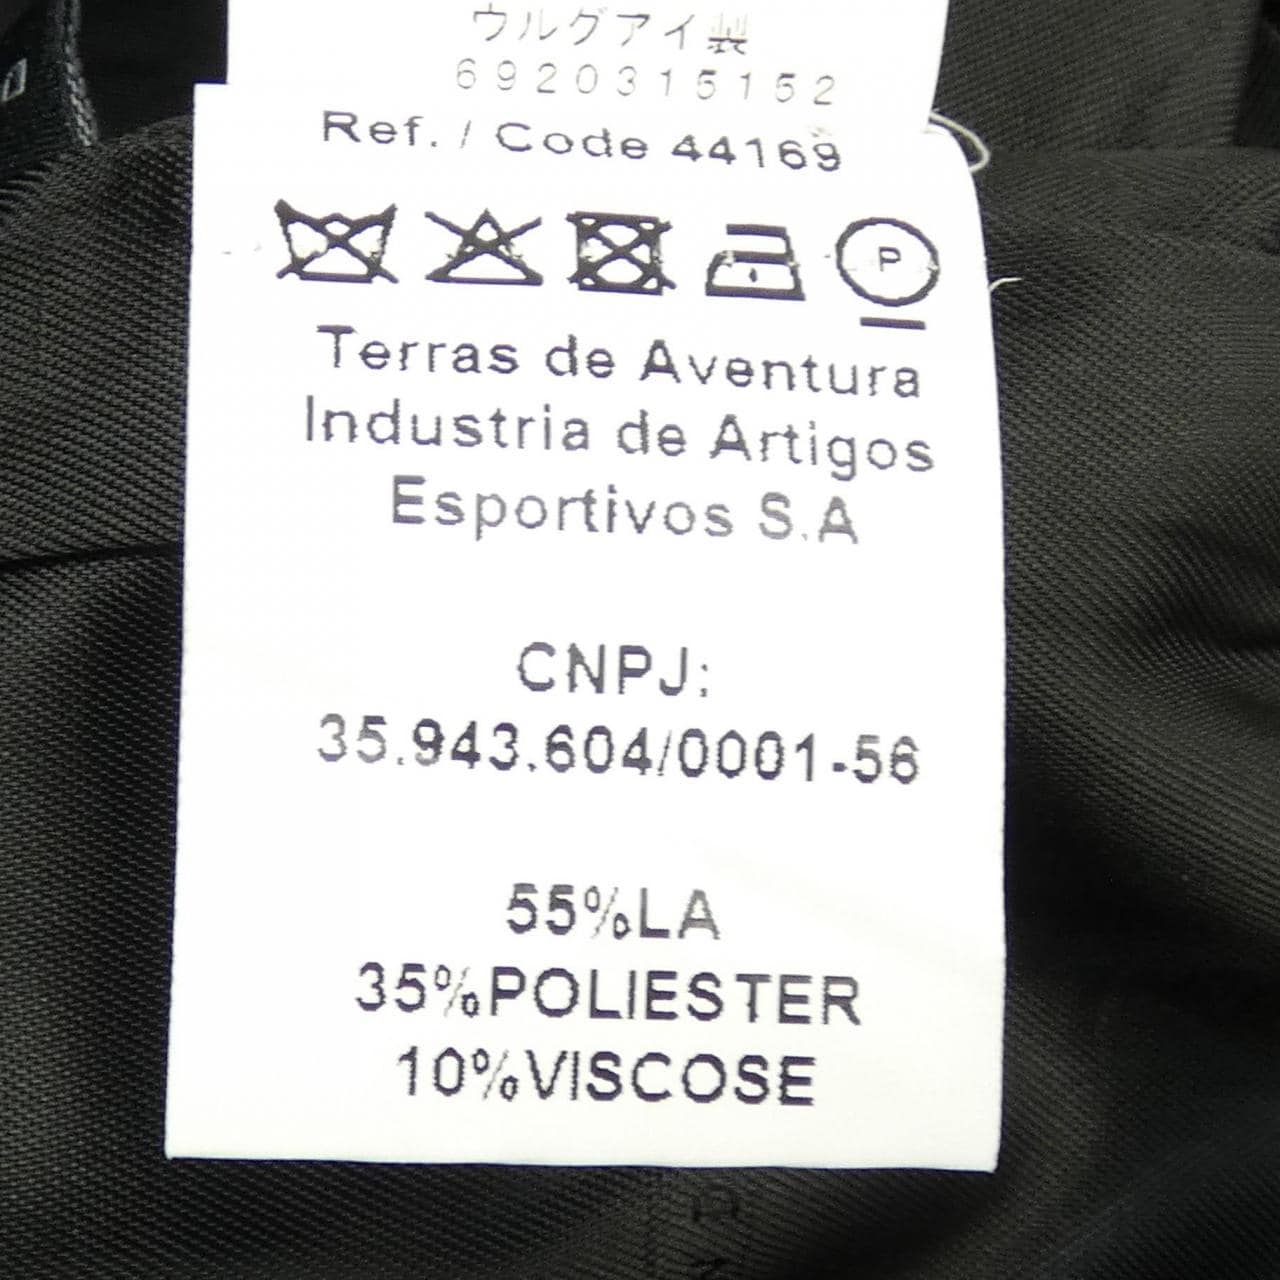 ウルグアイ製
6920315152
Ref. / Code 44169
P
Terras de Aventura
Industria de Artigos
Esportivos S.A
CNPJ:
35.943.604/0001-56
55%LA
35%POLIESTER
10%VISCOSE